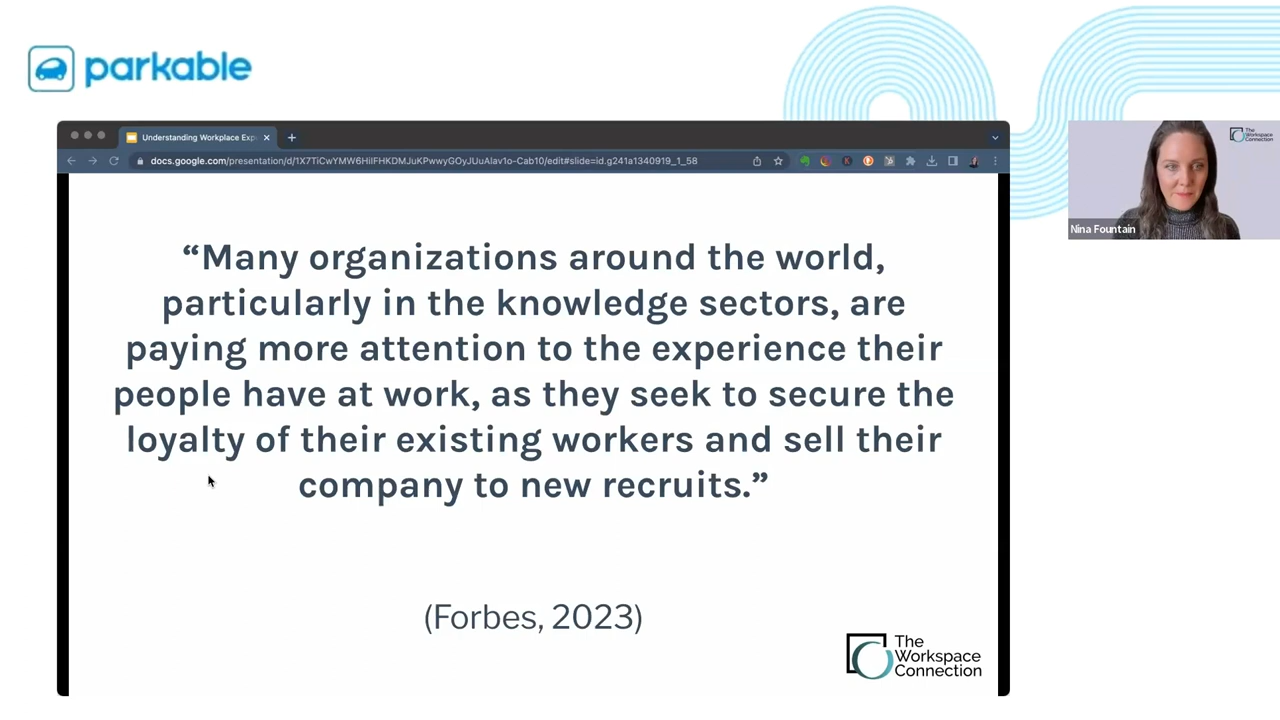 parkable
Understanding Workplace Exp
docs.google.com/presentation/d/1X7TiCwYMW6HiIFHKDMJuKPwwyGOyJUuAlav1o-Cab10/edit#slide=id.g241a1340919_1_58
The
Workspace
Connection
Nina Fountain
“Many organizations around the world,
particularly in the knowledge sectors, are
paying more attention to the experience their
people have at work, as they seek to secure the
loyalty of their existing workers and sell their
company to new recruits.”
(Forbes, 2023)
The
Workspace
Connection